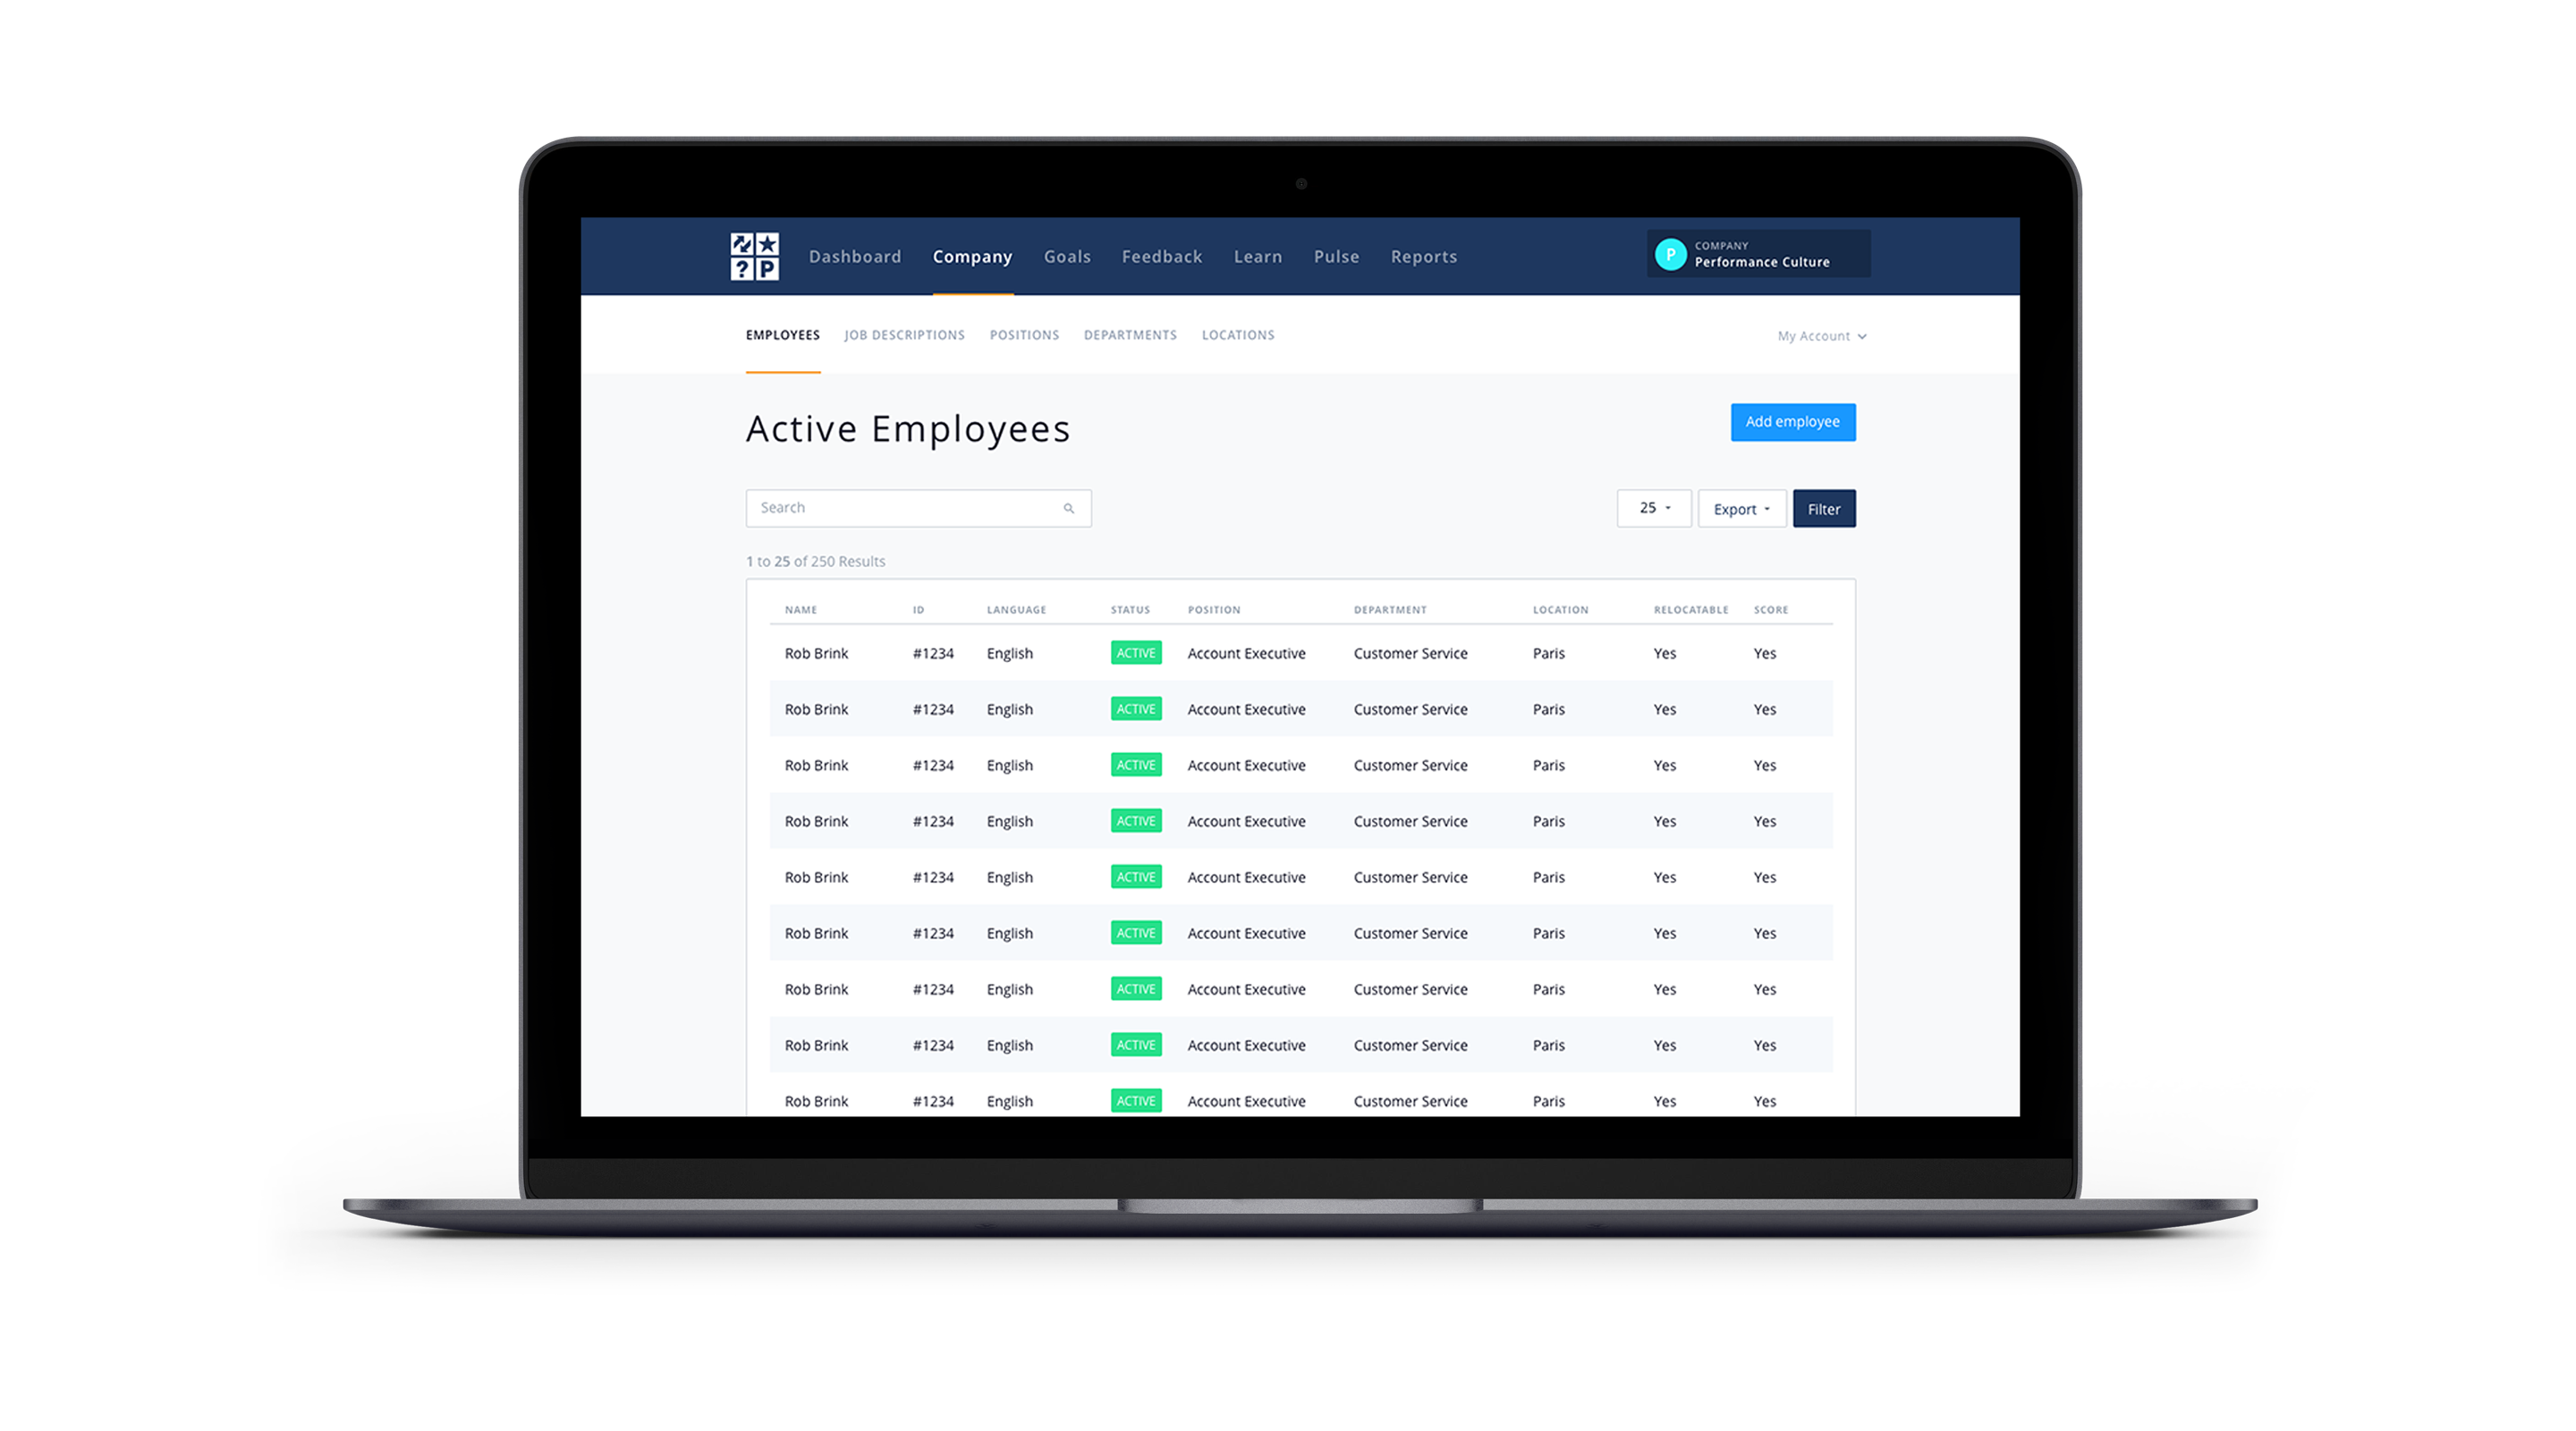 ? P
Dashboard Company Goals Feedback Learn Pulse Reports
P
COMPANY
Performance Culture
EMPLOYEES JOB DESCRIPTIONS POSITIONS DEPARTMENTS LOCATIONS
My Account
Active Employees
Add employee
Search
25 Export Filter
1 to 25 of 250 Results
NAME ID LANGUAGE STATUS POSITION DEPARTMENT LOCATION RELOCATABLE SCORE
Rob Brink #1234 English ACTIVE Account Executive Customer Service Paris Yes Yes
Rob Brink #1234 English ACTIVE Account Executive Customer Service Paris Yes Yes
Rob Brink #1234 English ACTIVE Account Executive Customer Service Paris Yes Yes
Rob Brink #1234 English ACTIVE Account Executive Customer Service Paris Yes Yes
Rob Brink #1234 English ACTIVE Account Executive Customer Service Paris Yes Yes
Rob Brink #1234 English ACTIVE Account Executive Customer Service Paris Yes Yes
Rob Brink #1234 English ACTIVE Account Executive Customer Service Paris Yes Yes
Rob Brink #1234 English ACTIVE Account Executive Customer Service Paris Yes Yes
Rob Brink #1234 English ACTIVE Account Executive Customer Service Paris Yes Yes